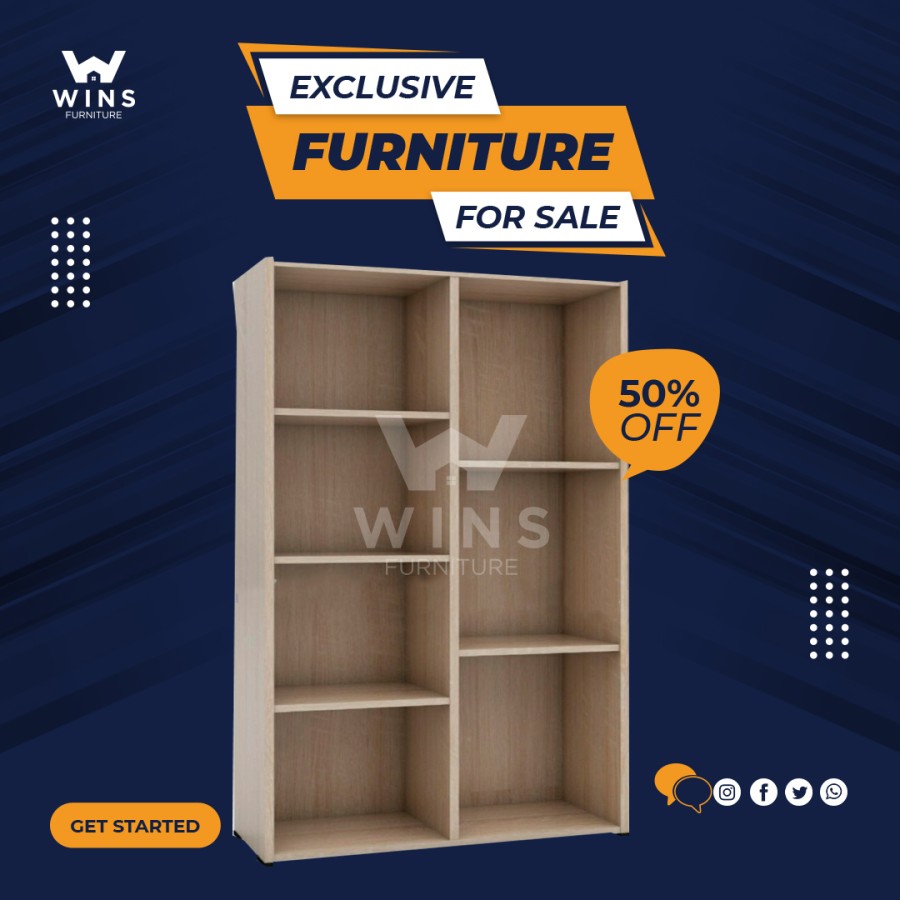 WINS
FURNITURE
EXCLUSIVE
FURNITURE
FOR SALE
50%
OFF
WINS
FURNITURE
GET STARTED